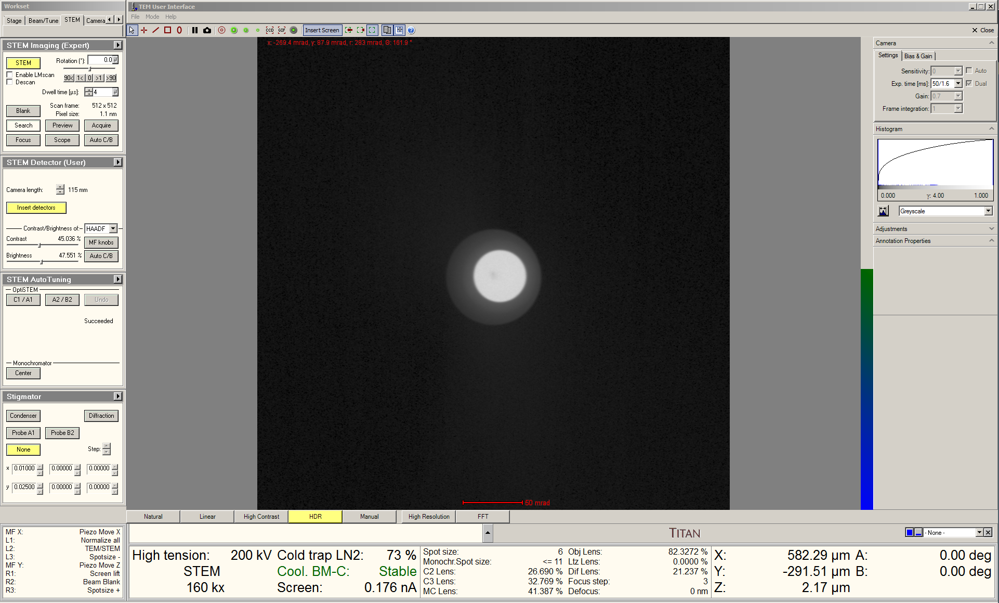 Workset
TEM User Interface
Stage Beam/Tune STEM Camera
File Mode Help
Insert Screen
Close
STEM Imaging (Expert)
STEM
Rotation (°): 0.0
Enable LMscan
Descan
90< 1< 0 >1 >90
Dwell time [µs]: 4
Blank
Scan frame: 512 x 512
Pixel size: 1.1 nm
Search Preview Acquire
Focus Scope Auto C/B
STEM Detector (User)
Camera length: 115 mm
Insert detectors
Contrast/Brightness of: HAADF
Contrast 45.036 %
MF knobs
Brightness 47.551 %
Auto C/B
STEM AutoTuning
OptiSTEM
C1 / A1 A2 / B2 Undo
Succeeded
Monochromator
Center
Stigmator
Condenser Diffraction
Probe A1 Probe B2
None Step:
x 0.01000 0.00000 0.00000
y 0.02500 0.00000 0.00000
x: -269.4 mrad, y: 87.9 mrad, r: 283 mrad, Θ: 161.9 °
50 mrad
Camera
Settings Bias & Gain
Sensitivity: 0 Auto
Exp. time [ms]: 50/1.6 Dual
Gain: 0.7
Frame integration: 1
Histogram
0.000 γ: 4.00 1.000
Greyscale
Adjustments
Annotation Properties
Natural Linear High Contrast HDR Manual High Resolution FFT
TITAN
- None -
MF X: Piezo Move X
L1: Normalize all
L2: TEM/STEM
L3: Spotsize -
MF Y: Piezo Move Z
R1: Screen lift
R2: Beam Blank
R3: Spotsize +
High tension: 200 kV
STEM
160 kx
Cold trap LN2: 73 %
Cool. BM-C: Stable
Screen: 0.176 nA
Spot size: 6
Monochr.Spot size: <= 11
C2 Lens: 26.690 %
C3 Lens: 32.769 %
MC Lens: 41.387 %
Obj Lens: 82.3272 %
Ltz Lens: 0.0000 %
Dif Lens: 21.237 %
Focus step: 3
Defocus: 0 nm
X: 582.29 µm A: 0.00 deg
Y: -291.51 µm B: 0.00 deg
Z: 2.17 µm